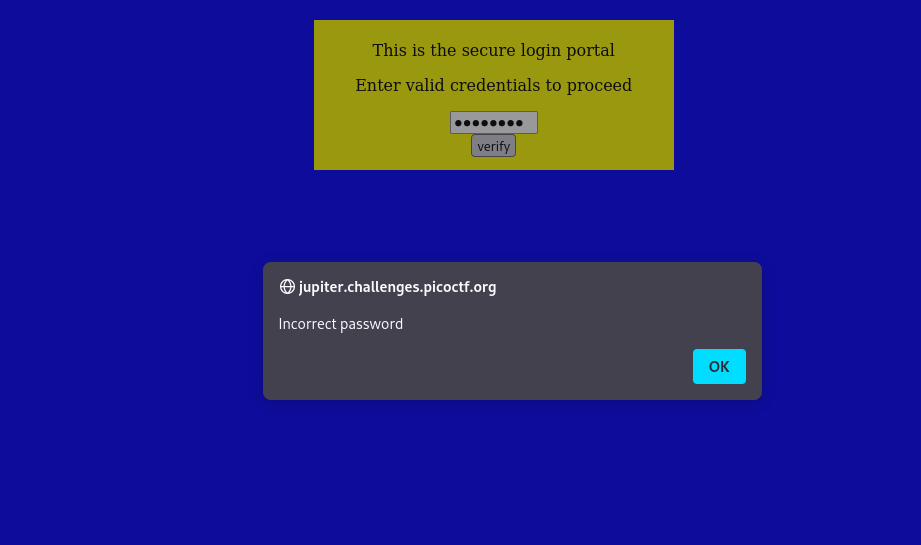 This is the secure login portal
Enter valid credentials to proceed
●●●●●●●●
verify
jupiter.challenges.picoctf.org
Incorrect password
OK